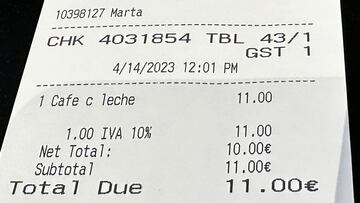 10398127 Marta
CHK 4031854 TBL 43/1
GST 1
4/14/2023 12:01 PM
1 Cafe c leche 11.00
1.00 IVA 10% 11.00
Net Total: 10.00€
Subtotal 11.00€
Total Due 11.00€